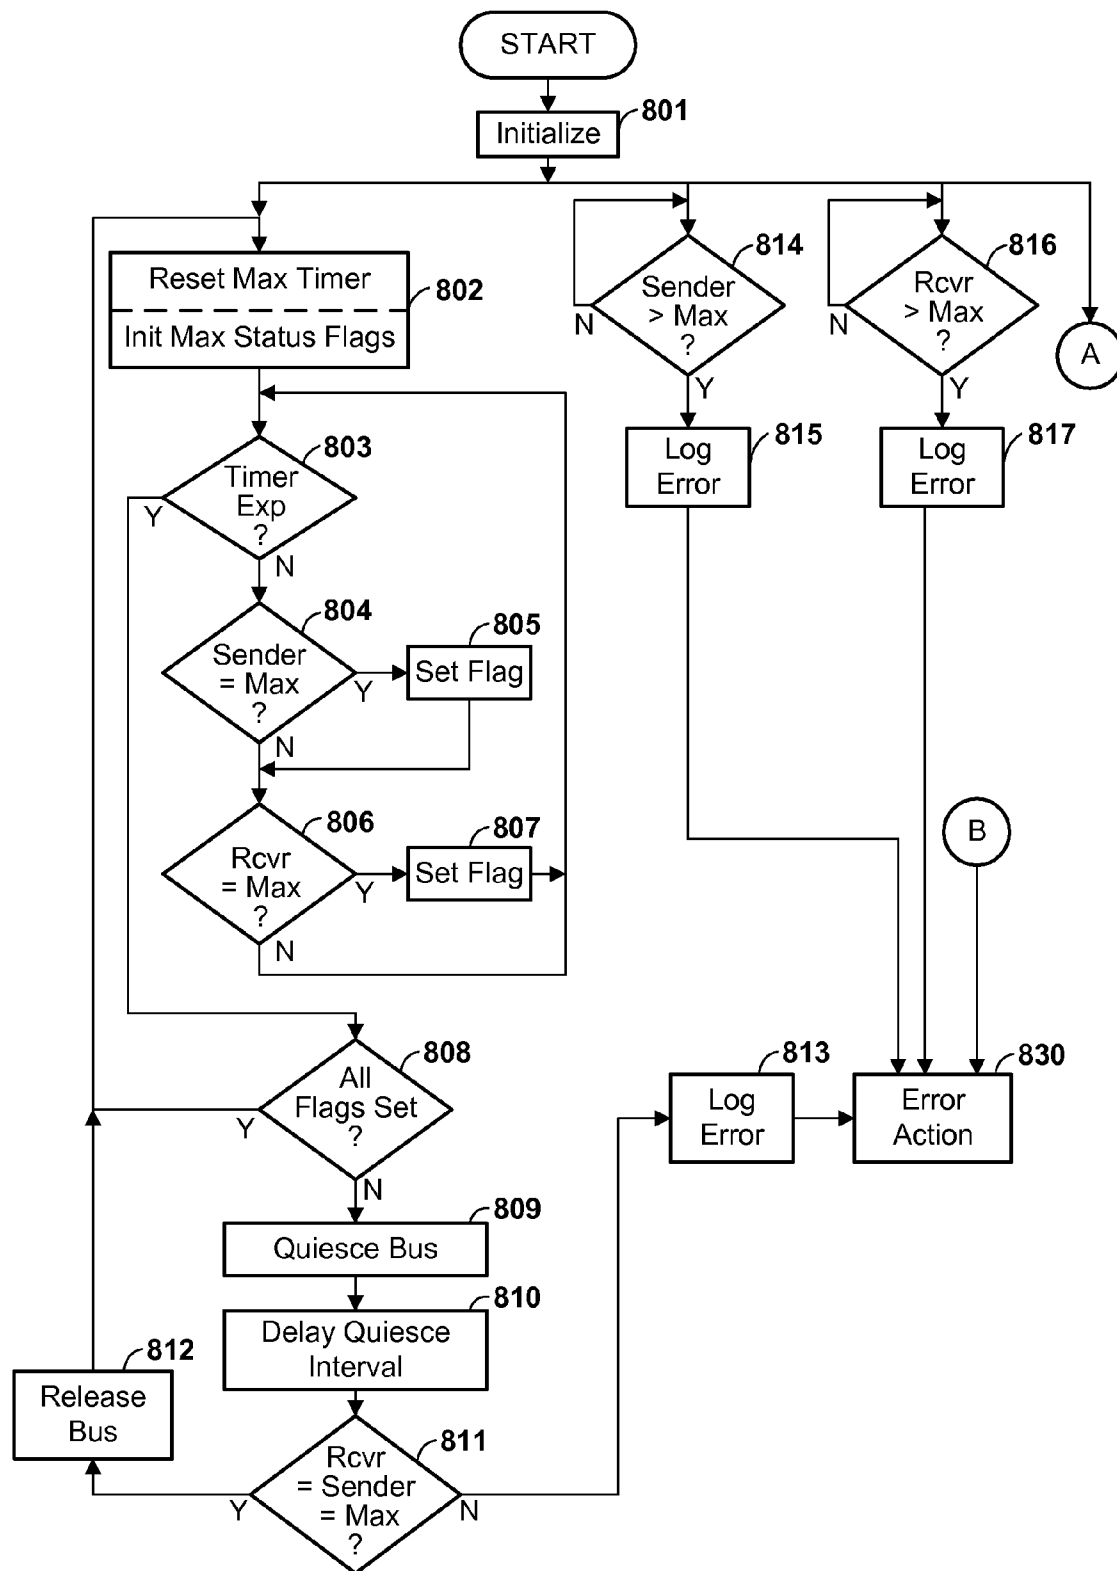 START
801
Initialize
Reset Max Timer
802
Init Max Status Flags
814
Sender
> Max
?
N
Y
816
Rcvr
> Max
?
N
Y
A
803
Timer
Exp
?
Y
N
815
Log
Error
817
Log
Error
804
Sender
= Max
?
Y
N
805
Set Flag
806
Rcvr
= Max
?
Y
N
807
Set Flag
B
808
All
Flags Set
?
Y
N
813
Log
Error
830
Error
Action
809
Quiesce Bus
810
Delay Quiesce
Interval
812
Release
Bus
811
Rcvr
= Sender
= Max
?
Y
N